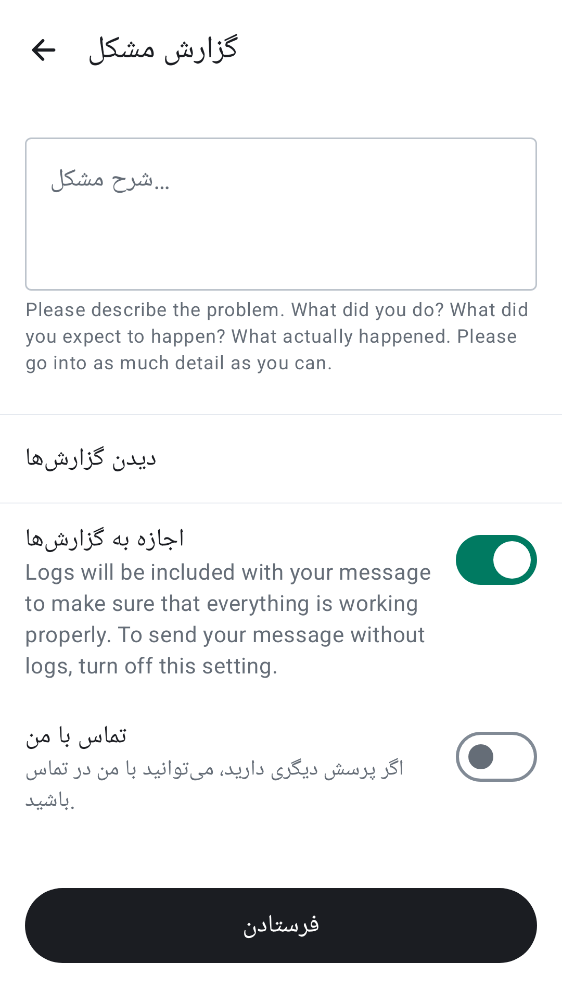 گزارش مشکل
شرح مشکل...
Please describe the problem. What did you do? What did
you expect to happen? What actually happened. Please
go into as much detail as you can.
دیدن گزارش‌ها
اجازه به گزارش‌ها
Logs will be included with your message
to make sure that everything is working
properly. To send your message without
logs, turn off this setting.
تماس با من
اگر پرسش دیگری دارید، می‌توانید با من در تماس
باشید.
فرستادن